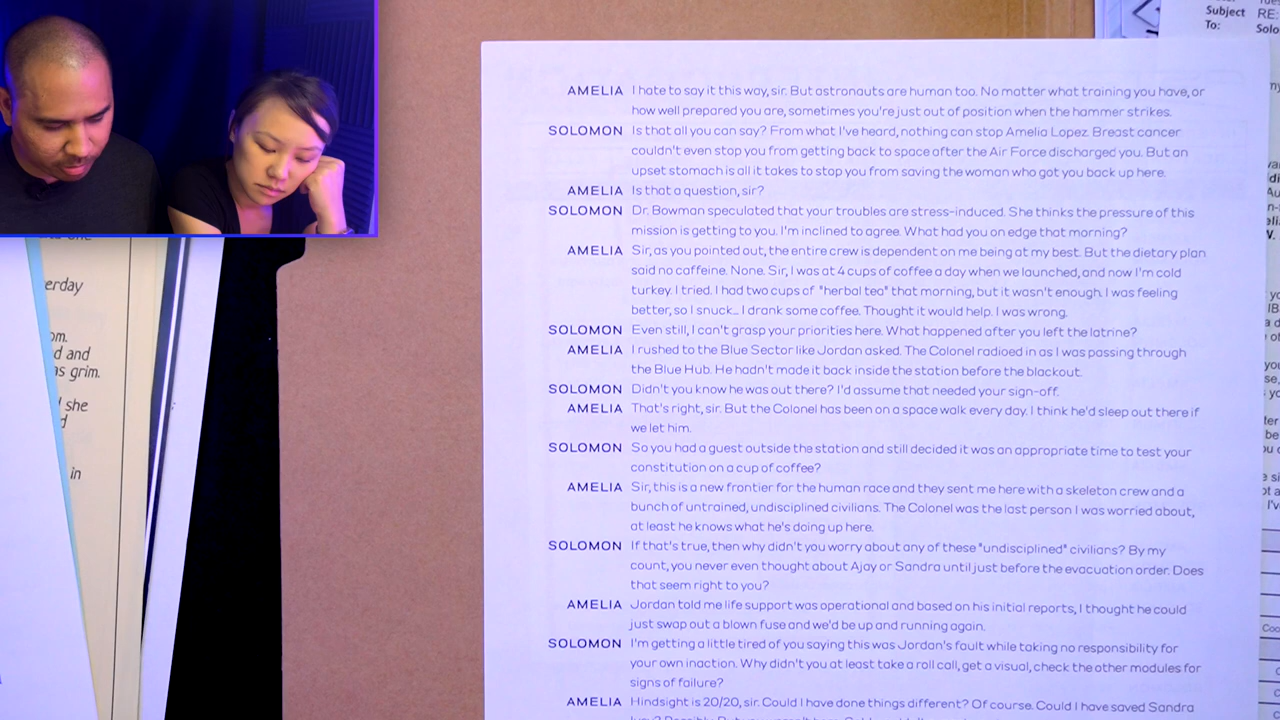 Subject RE:
To: Solo
AMELIA I hate to say it this way, sir. But astronauts are human too. No matter what training you have, or
how well prepared you are, sometimes you're just out of position when the hammer strikes.
SOLOMON Is that all you can say? From what I've heard, nothing can stop Amelia Lopez. Breast cancer
couldn't even stop you from getting back to space after the Air Force discharged you. But an
upset stomach is all it takes to stop you from saving the woman who got you back up here.
AMELIA Is that a question, sir?
SOLOMON Dr. Bowman speculated that your troubles are stress-induced. She thinks the pressure of this
mission is getting to you. I'm inclined to agree. What had you on edge that morning?
AMELIA Sir, as you pointed out, the entire crew is dependent on me being at my best. But the dietary plan
said no caffeine. None. Sir, I was at 4 cups of coffee a day when we launched, and now I'm cold
turkey. I tried. I had two cups of "herbal tea" that morning, but it wasn't enough. I was feeling
better, so I snuck... I drank some coffee. Thought it would help. I was wrong.
SOLOMON Even still, I can't grasp your priorities here. What happened after you left the latrine?
AMELIA I rushed to the Blue Sector like Jordan asked. The Colonel radioed in as I was passing through
the Blue Hub. He hadn't made it back inside the station before the blackout.
SOLOMON Didn't you know he was out there? I'd assume that needed your sign-off.
AMELIA That's right, sir. But the Colonel has been on a space walk every day. I think he'd sleep out there if
we let him.
SOLOMON So you had a guest outside the station and still decided it was an appropriate time to test your
constitution on a cup of coffee?
AMELIA Sir, this is a new frontier for the human race and they sent me here with a skeleton crew and a
bunch of untrained, undisciplined civilians. The Colonel was the last person I was worried about,
at least he knows what he's doing up here.
SOLOMON If that's true, then why didn't you worry about any of these "undisciplined" civilians? By my
count, you never even thought about Ajay or Sandra until just before the evacuation order. Does
that seem right to you?
AMELIA Jordan told me life support was operational and based on his initial reports, I thought he could
just swap out a blown fuse and we'd be up and running again.
SOLOMON I'm getting a little tired of you saying this was Jordan's fault while taking no responsibility for
your own inaction. Why didn't you at least take a roll call, get a visual, check the other modules for
signs of failure?
AMELIA Hindsight is 20/20, sir. Could I have done things different? Of course. Could I have saved Sandra
erday
om.
d and
as grim.
she
in